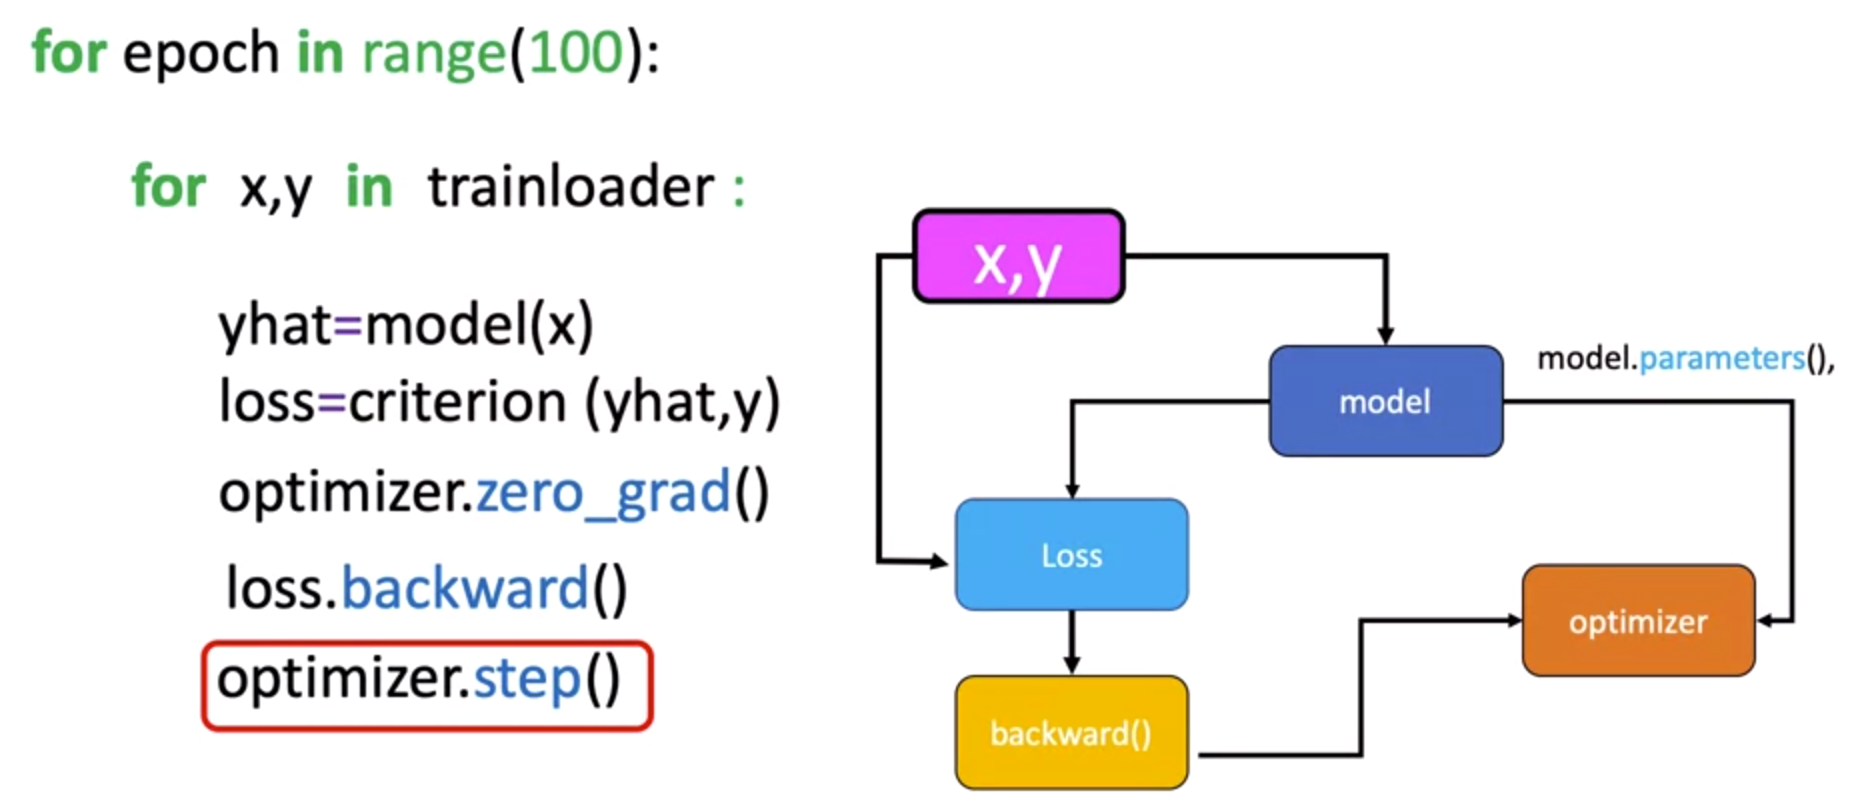 for epoch in range(100):
for x,y in trainloader :
yhat=model(x)
loss=criterion (yhat,y)
optimizer.zero_grad()
loss.backward()
optimizer.step()
x,y
model
model.parameters(),
Loss
optimizer
backward()